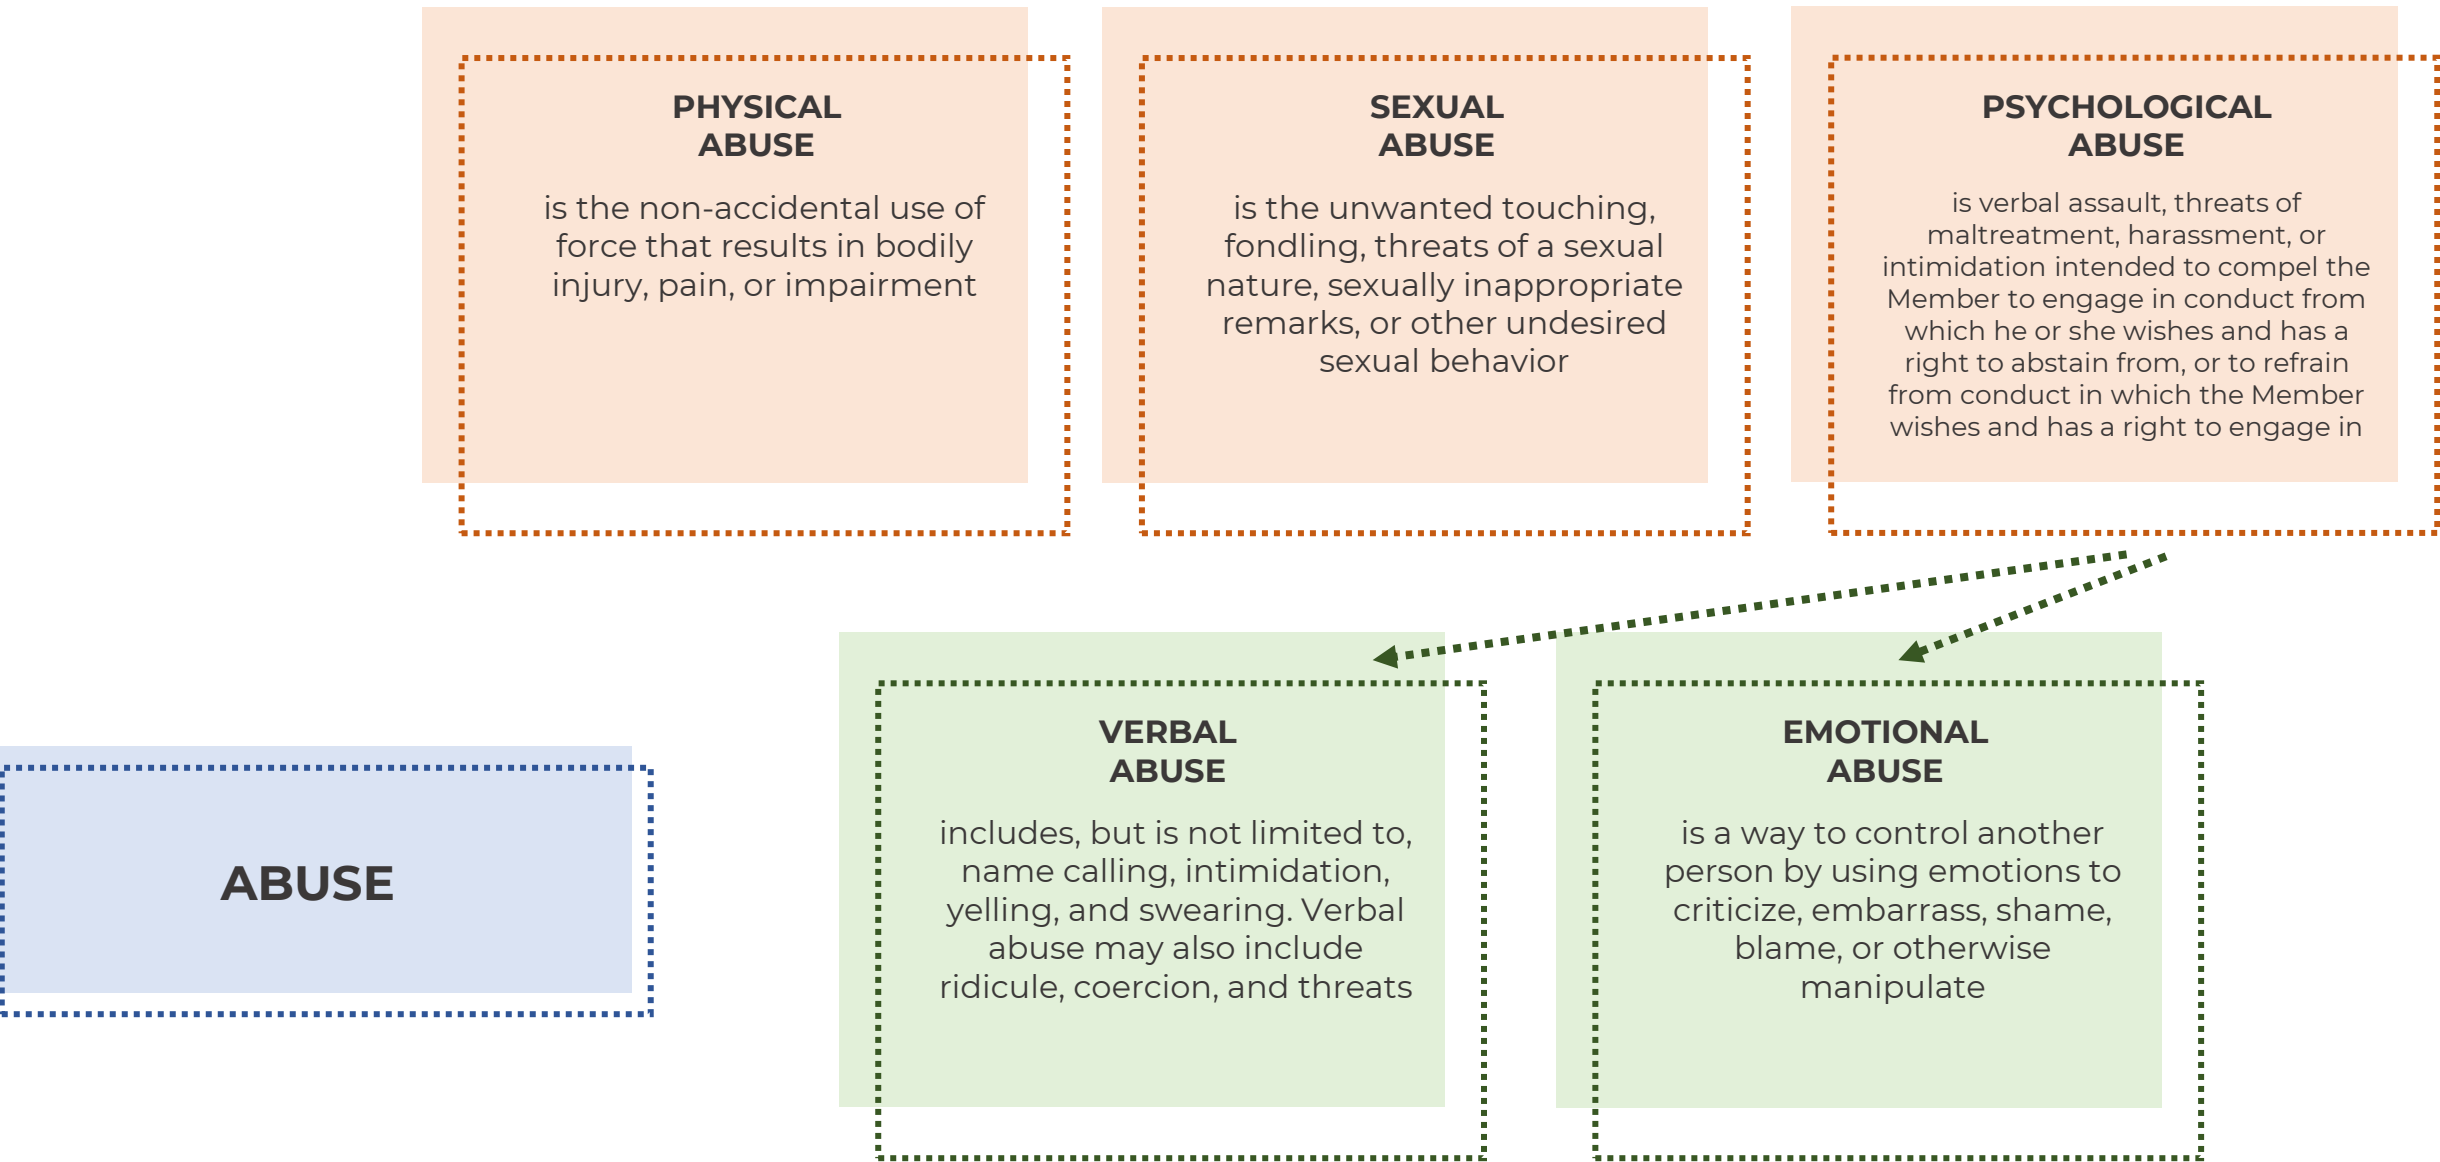 PHYSICAL
ABUSE
is the non-accidental use of
force that results in bodily
injury, pain, or impairment
SEXUAL
ABUSE
is the unwanted touching,
fondling, threats of a sexual
nature, sexually inappropriate
remarks, or other undesired
sexual behavior
PSYCHOLOGICAL
ABUSE
is verbal assault, threats of
maltreatment, harassment, or
intimidation intended to compel the
Member to engage in conduct from
which he or she wishes and has a
right to abstain from, or to refrain
from conduct in which the Member
wishes and has a right to engage in
ABUSE
VERBAL
ABUSE
includes, but is not limited to,
name calling, intimidation,
yelling, and swearing. Verbal
abuse may also include
ridicule, coercion, and threats
EMOTIONAL
ABUSE
is a way to control another
person by using emotions to
criticize, embarrass, shame,
blame, or otherwise
manipulate